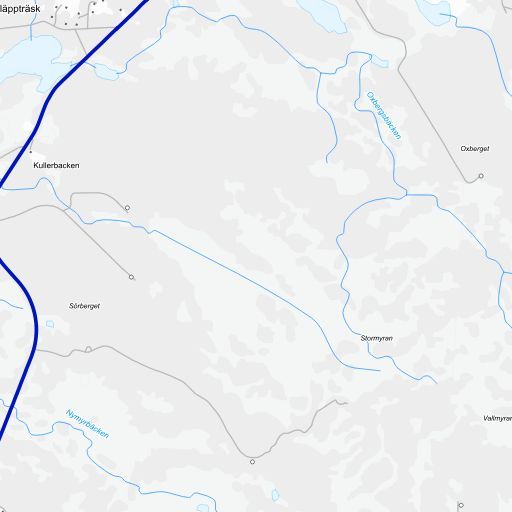 läppträsk
Oxbergsbäcken
Oxberget
Kullerbacken
Sörberget
Stormyran
Nymyrbäcken
Vallmyran